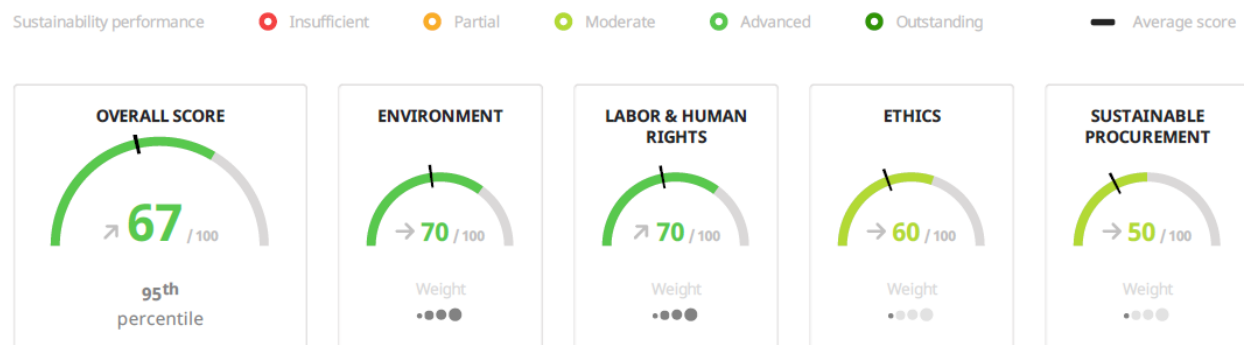 Sustainability performance Insufficient Partial Moderate Advanced Outstanding Average score
OVERALL SCORE
67 / 100
95th
percentile
ENVIRONMENT
70 / 100
Weight
LABOR & HUMAN
RIGHTS
70 / 100
Weight
ETHICS
60 / 100
Weight
SUSTAINABLE
PROCUREMENT
50 / 100
Weight